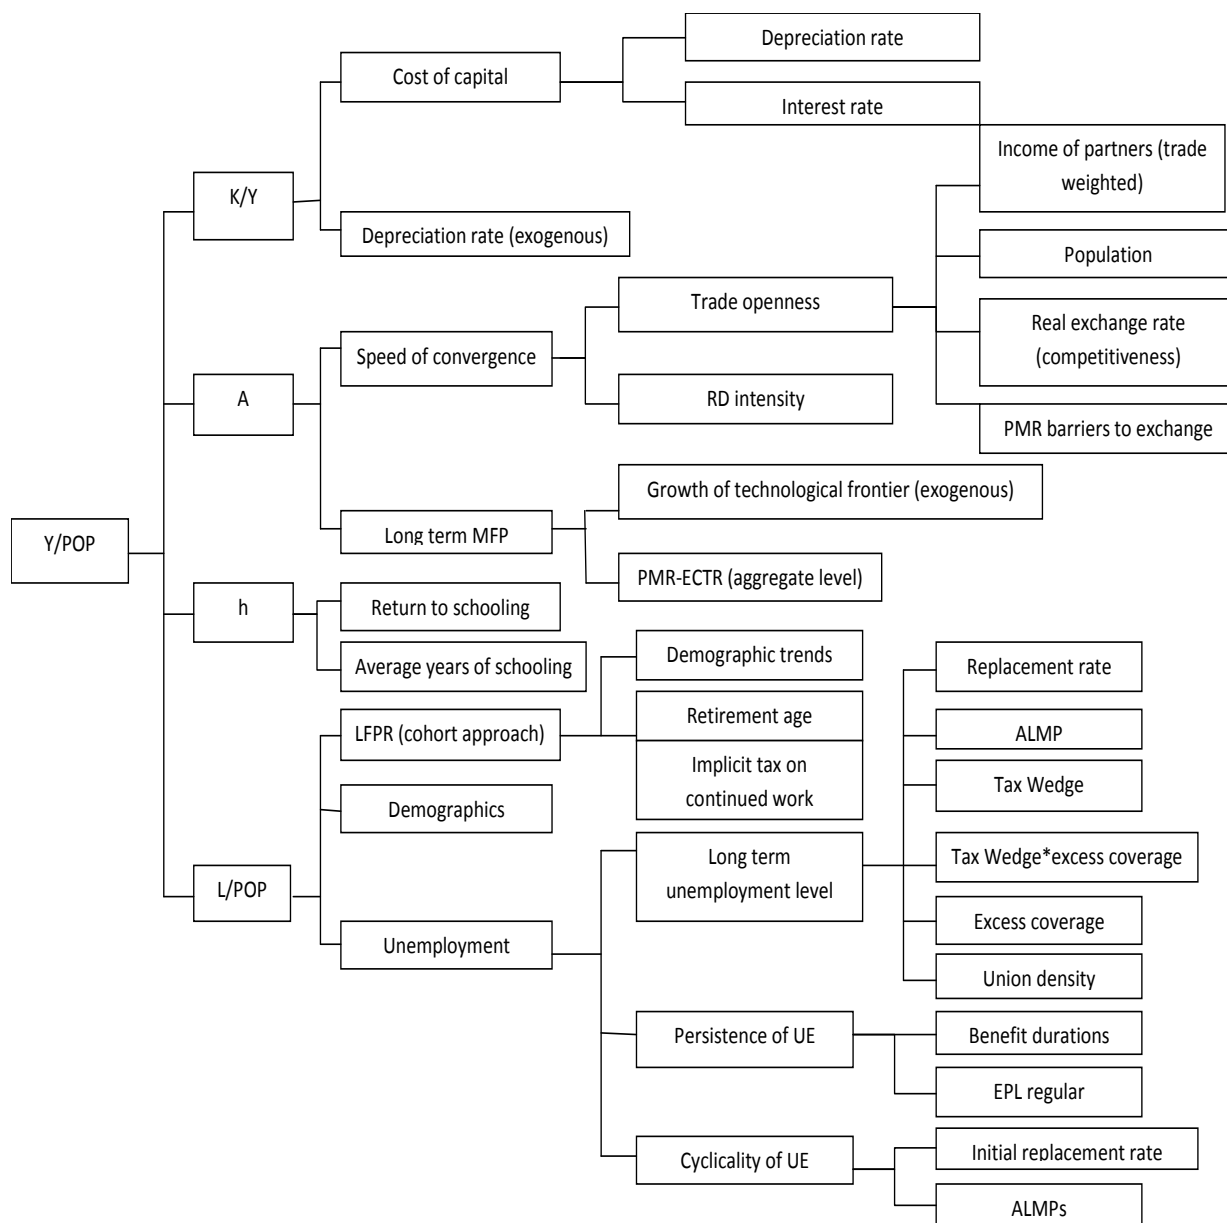 Depreciation rate
Cost of capital
Interest rate
Income of partners (trade
weighted)
K/Y
Depreciation rate (exogenous)
Population
Trade openness
Real exchange rate
(competitiveness)
Speed of convergence
A
RD intensity
PMR barriers to exchange
Growth of technological frontier (exogenous)
Long term MFP
Y/POP
PMR-ECTR (aggregate level)
h
Return to schooling
Average years of schooling
Demographic trends
Replacement rate
LFPR (cohort approach)
Retirement age
ALMP
Implicit tax on
continued work
Tax Wedge
Demographics
Long term
unemployment level
Tax Wedge*excess coverage
L/POP
Excess coverage
Unemployment
Union density
Persistence of UE
Benefit durations
EPL regular
Cyclicality of UE
Initial replacement rate
ALMPs